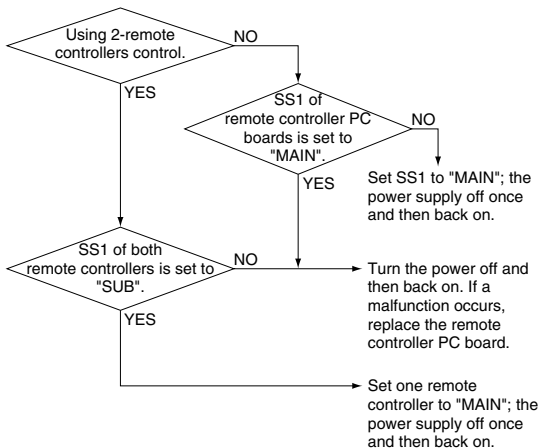 Using 2-remote
controllers control.
NO
YES
SS1 of
remote controller PC
boards is set to
"MAIN".
NO
YES
Set SS1 to "MAIN"; the
power supply off once
and then back on.
SS1 of both
remote controllers is set to
"SUB".
NO
YES
Turn the power off and
then back on. If a
malfunction occurs,
replace the remote
controller PC board.
Set one remote
controller to "MAIN"; the
power supply off once
and then back on.